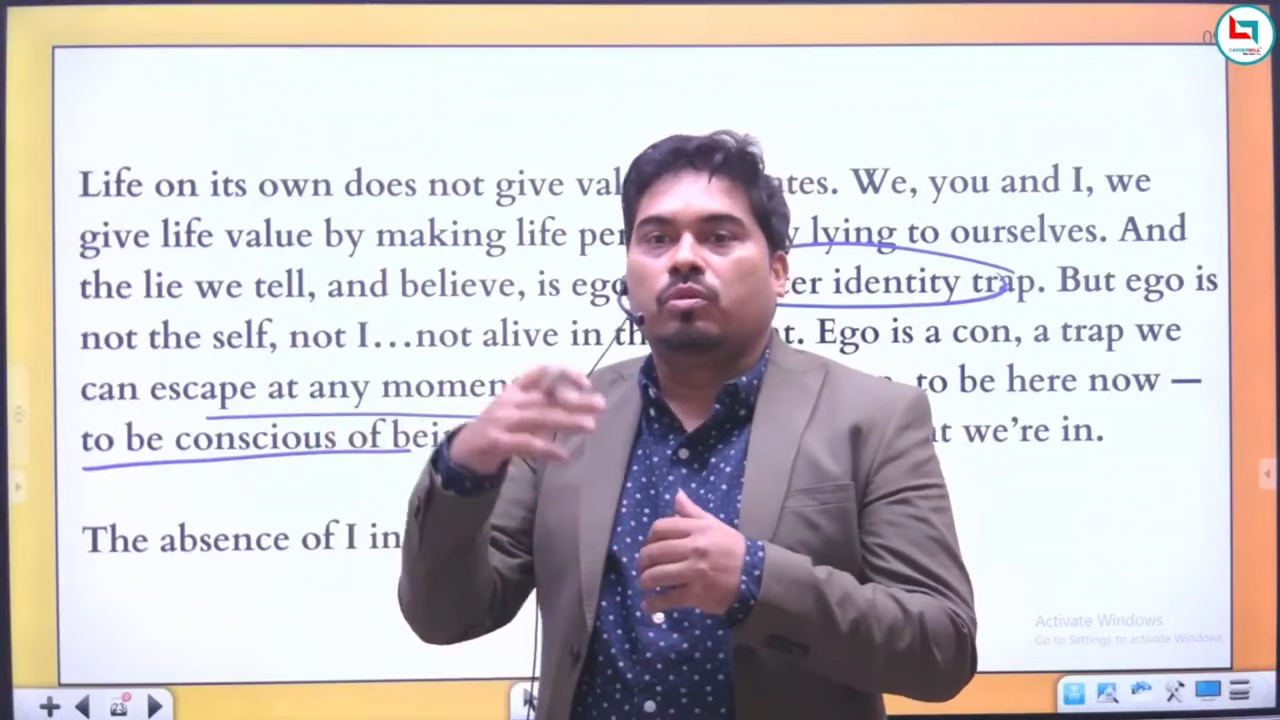 Life on its own does not give val ates. We, you and I, we
give life value by making life per y lying to ourselves. And
the lie we tell, and believe, is ego er identity trap. But ego is
not the self, not I…not alive in th t. Ego is a con, a trap we
can escape at any momen to be here now —
to be conscious of bei t we're in.
The absence of I in
Activate Windows
Go to Settings to activate Windows.
23
CAREERWILL